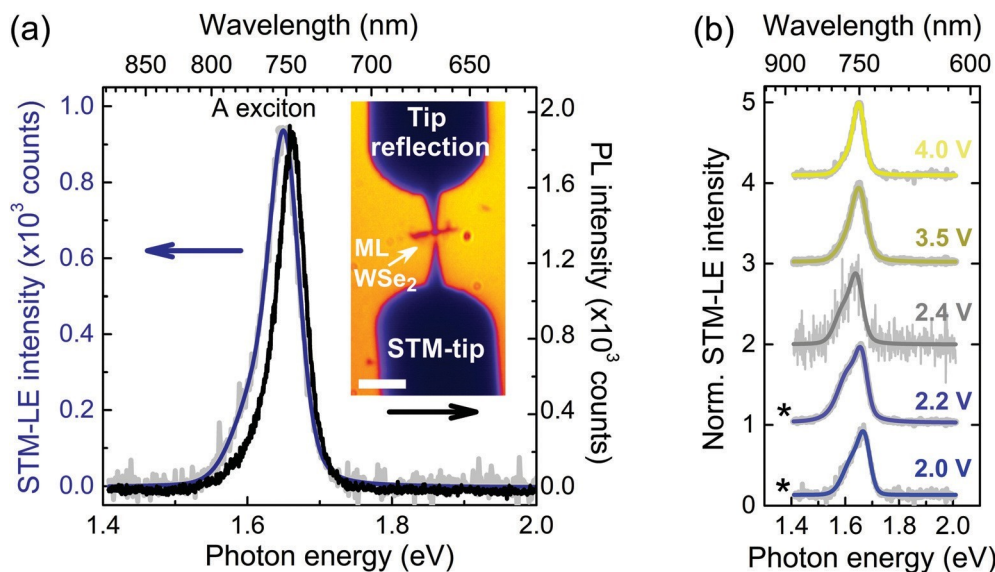 (a)
Wavelength (nm)
850 800 750 700 650
STM-LE intensity (x10³ counts)
1.0
0.8
0.6
0.4
0.2
0.0
A exciton
Tip
reflection
ML
WSe₂
STM-tip
2.0
1.6
1.2
0.8
0.4
0.0
PL intensity (x10³ counts)
1.4 1.6 1.8 2.0
Photon energy (eV)
(b)
Wavelength (nm)
900 750 600
Norm. STM-LE intensity
5
4
3
2
1
0
4.0 V
3.5 V
2.4 V
* 2.2 V
* 2.0 V
1.4 1.6 1.8 2.0
Photon energy (eV)